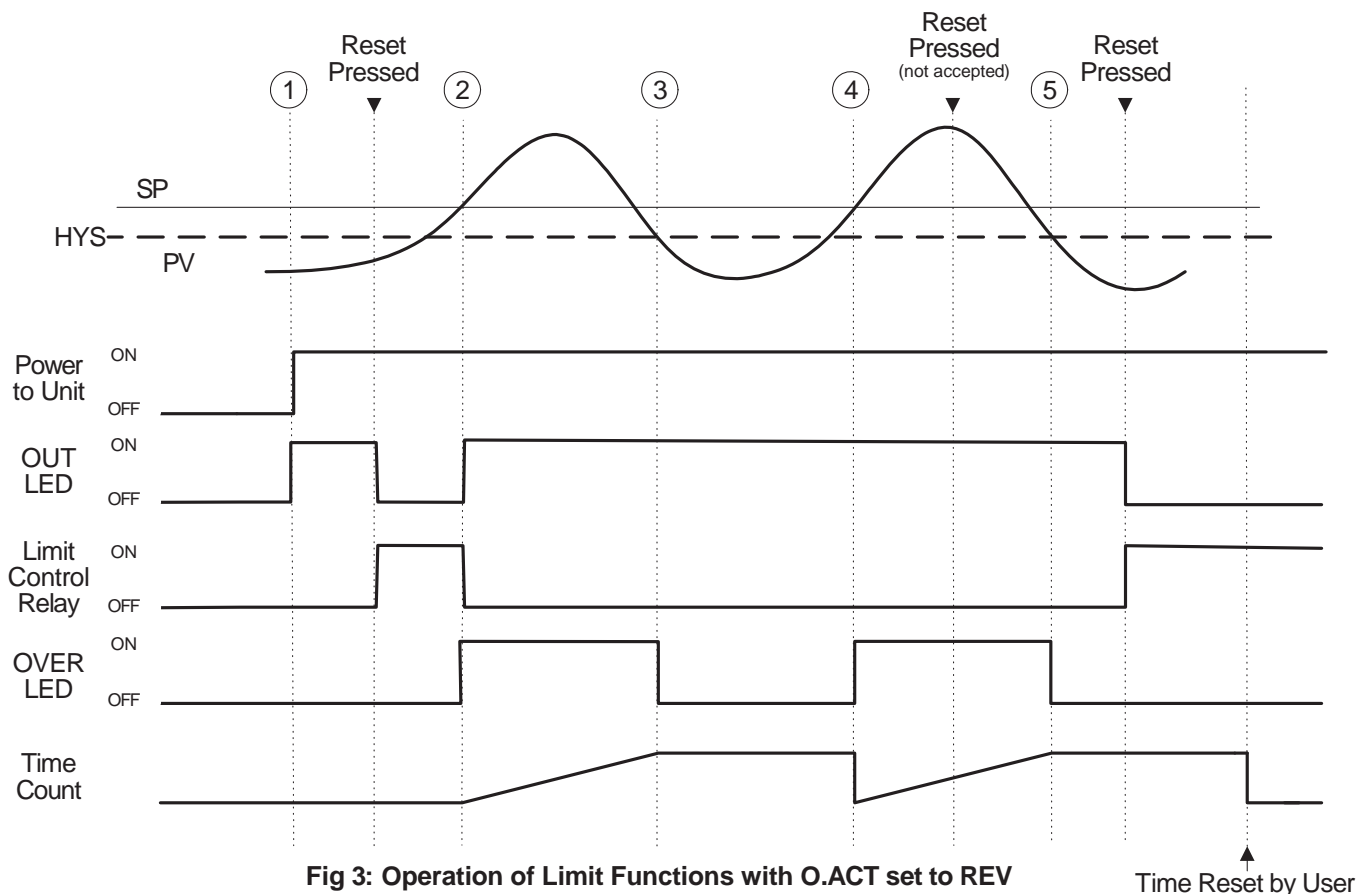 Reset
Pressed
Reset
Pressed
(not accepted)
Reset
Pressed
1
2
3
4
5
SP
HYS
PV
Power
to Unit
ON
OFF
OUT
LED
ON
OFF
Limit
Control
Relay
ON
OFF
OVER
LED
ON
OFF
Time
Count
Fig 3: Operation of Limit Functions with O.ACT set to REV
Time Reset by User